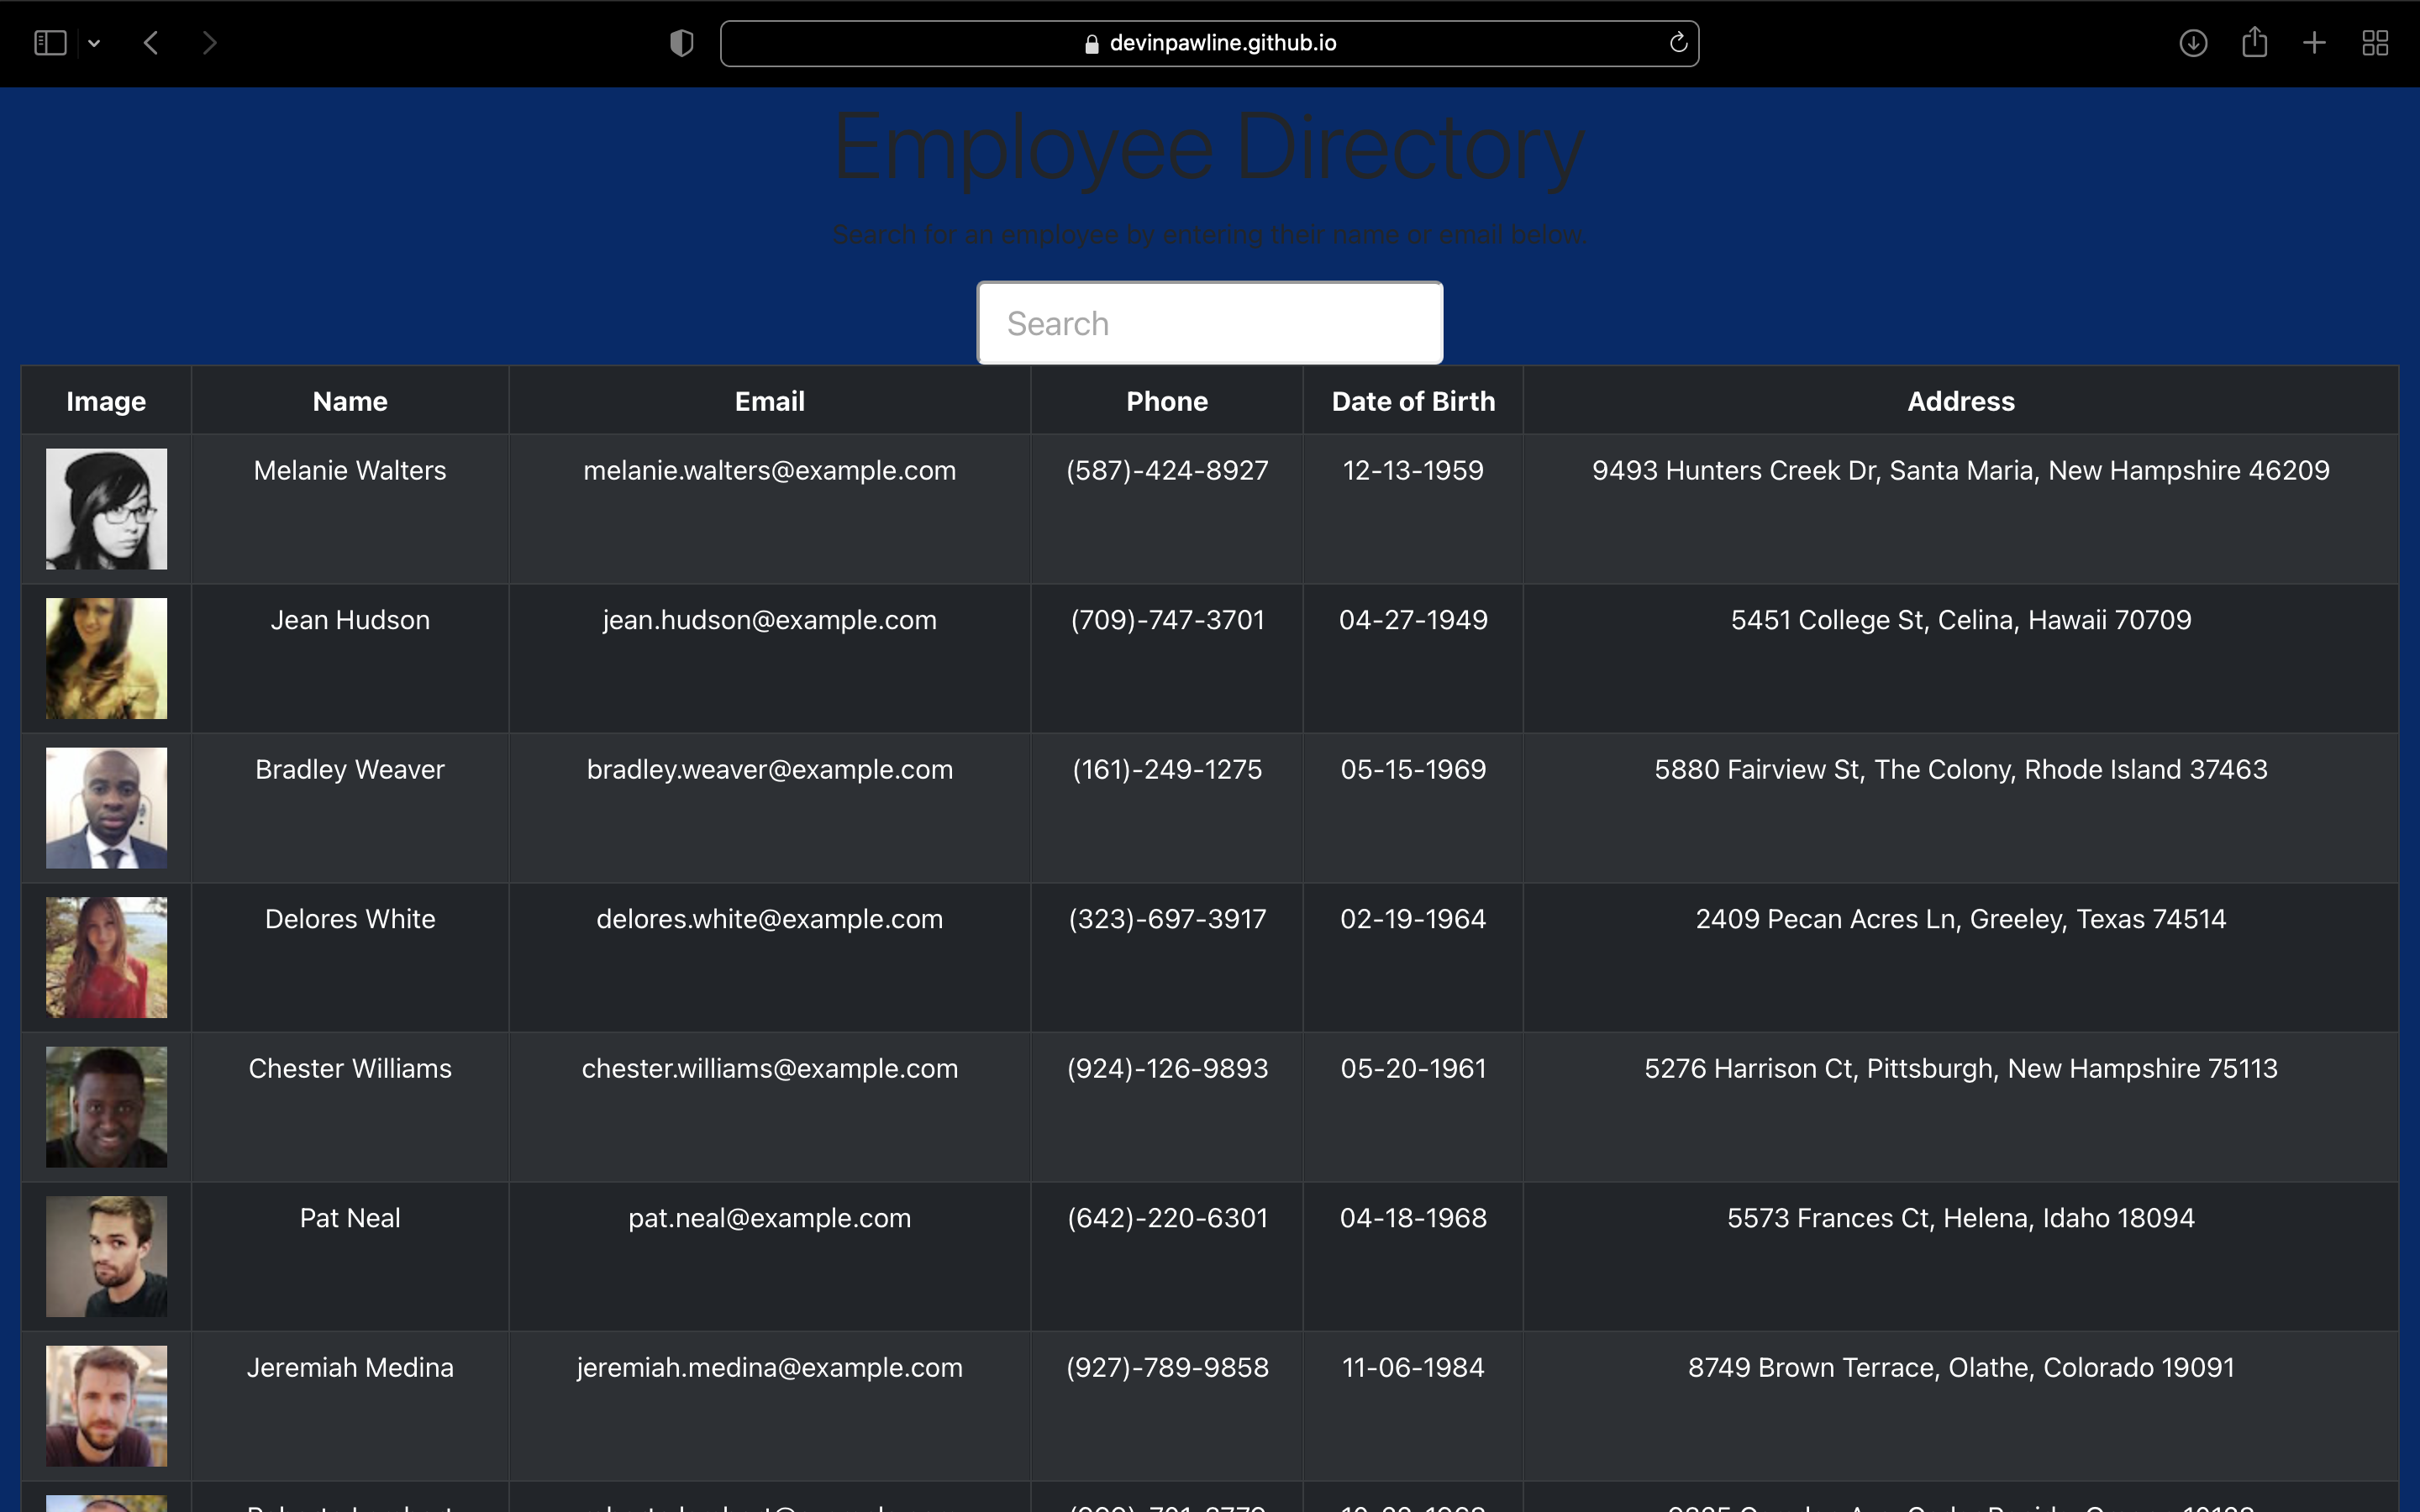 devinpawline.github.io
Employee Directory
Search for an employee by entering their name or email below.
Search
Image Name Email Phone Date of Birth Address
Melanie Walters melanie.walters@example.com (587)-424-8927 12-13-1959 9493 Hunters Creek Dr, Santa Maria, New Hampshire 46209
Jean Hudson jean.hudson@example.com (709)-747-3701 04-27-1949 5451 College St, Celina, Hawaii 70709
Bradley Weaver bradley.weaver@example.com (161)-249-1275 05-15-1969 5880 Fairview St, The Colony, Rhode Island 37463
Delores White delores.white@example.com (323)-697-3917 02-19-1964 2409 Pecan Acres Ln, Greeley, Texas 74514
Chester Williams chester.williams@example.com (924)-126-9893 05-20-1961 5276 Harrison Ct, Pittsburgh, New Hampshire 75113
Pat Neal pat.neal@example.com (642)-220-6301 04-18-1968 5573 Frances Ct, Helena, Idaho 18094
Jeremiah Medina jeremiah.medina@example.com (927)-789-9858 11-06-1984 8749 Brown Terrace, Olathe, Colorado 19091